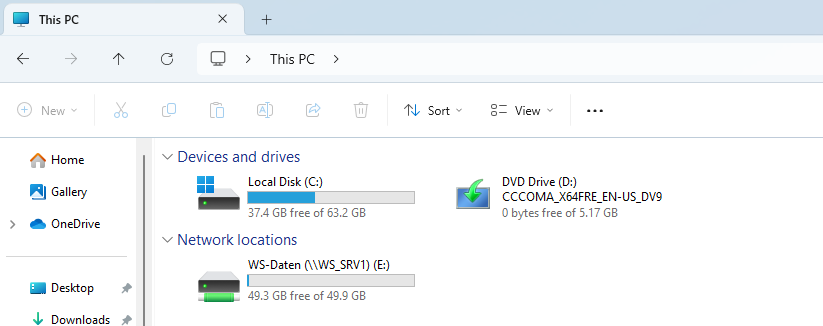 This PC
This PC
New
Sort
View
Home
Gallery
OneDrive
Desktop
Downloads
Devices and drives
Local Disk (C:)
37.4 GB free of 63.2 GB
DVD Drive (D:)
CCCOMA_X64FRE_EN-US_DV9
0 bytes free of 5.17 GB
Network locations
WS-Daten (\\WS_SRV1) (E:)
49.3 GB free of 49.9 GB